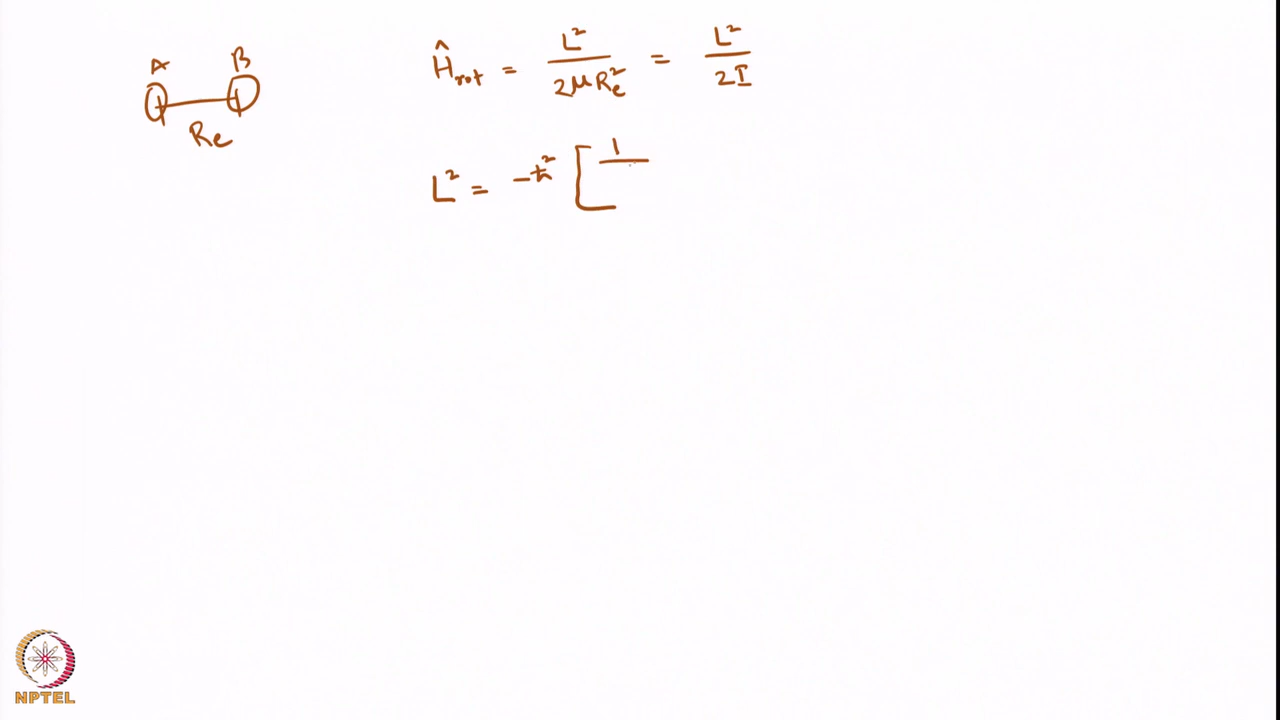 A B
Re
Ĥrot = L² / 2μRe² = L² / 2I
L² = -ħ² [ 1 /
NPTEL